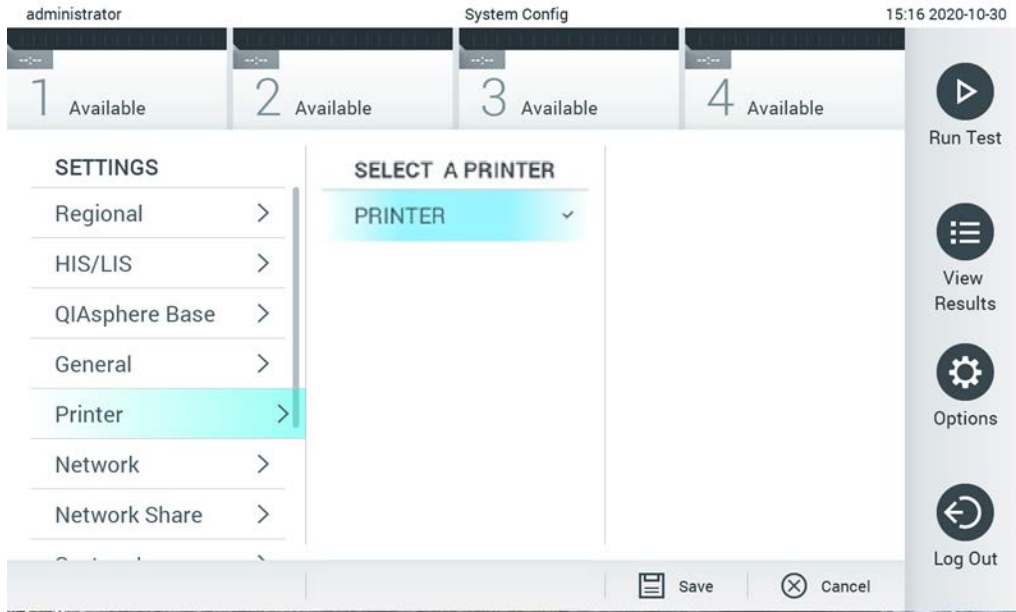 administrator
System Config
15:16 2020-10-30
--:--
--:--
--:--
--:--
1 Available
2 Available
3 Available
4 Available
Run Test
SETTINGS
Regional
HIS/LIS
QIAsphere Base
General
Printer
Network
Network Share
SELECT A PRINTER
PRINTER
View
Results
Options
Log Out
Save
Cancel